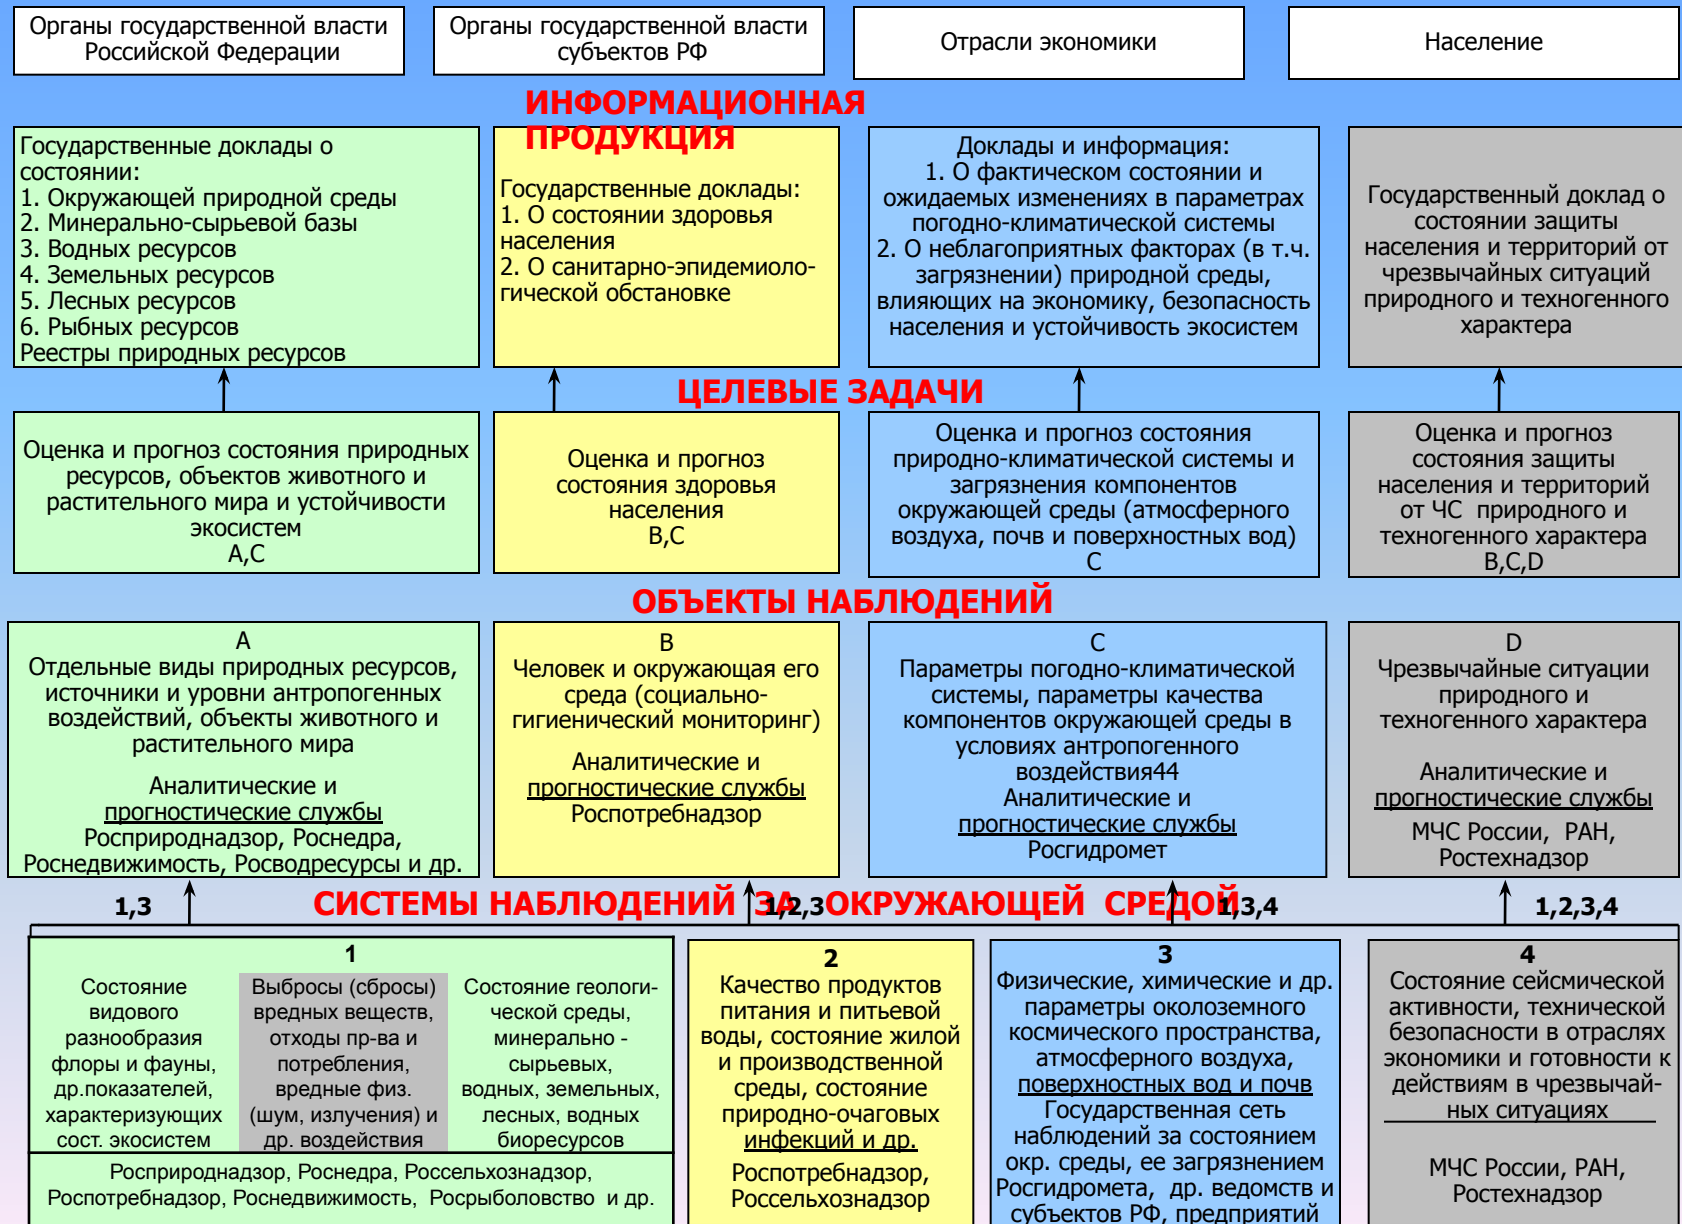 Органы государственной власти
Российской Федерации
Органы государственной власти
субъектов РФ
Отрасли экономики
Население
ИНФОРМАЦИОННАЯ
ПРОДУКЦИЯ
Государственные доклады о
состоянии:
1. Окружающей природной среды
2. Минерально-сырьевой базы
3. Водных ресурсов
4. Земельных ресурсов
5. Лесных ресурсов
6. Рыбных ресурсов
Реестры природных ресурсов
Государственные доклады:
1. О состоянии здоровья
населения
2. О санитарно-эпидемиоло-
гической обстановке
Доклады и информация:
1. О фактическом состоянии и
ожидаемых изменениях в параметрах
погодно-климатической системы
2. О неблагоприятных факторах (в т.ч.
загрязнении) природной среды,
влияющих на экономику, безопасность
населения и устойчивость экосистем
Государственный доклад о
состоянии защиты
населения и территорий от
чрезвычайных ситуаций
природного и техногенного
характера
ЦЕЛЕВЫЕ ЗАДАЧИ
Оценка и прогноз состояния природных
ресурсов, объектов животного и
растительного мира и устойчивости
экосистем
A,C
Оценка и прогноз
состояния здоровья
населения
B,C
Оценка и прогноз состояния
природно-климатической системы и
загрязнения компонентов
окружающей среды (атмосферного
воздуха, почв и поверхностных вод)
C
Оценка и прогноз
состояния защиты
населения и территорий
от ЧС природного и
техногенного характера
B,C,D
ОБЪЕКТЫ НАБЛЮДЕНИЙ
A
Отдельные виды природных ресурсов,
источники и уровни антропогенных
воздействий, объекты животного и
растительного мира
Аналитические и
прогностические службы
Росприроднадзор, Роснедра,
Роснедвижимость, Росводресурсы и др.
B
Человек и окружающая его
среда (социально-
гигиенический мониторинг)
Аналитические и
прогностические службы
Роспотребнадзор
C
Параметры погодно-климатической
системы, параметры качества
компонентов окружающей среды в
условиях антропогенного
воздействия44
Аналитические и
прогностические службы
Росгидромет
D
Чрезвычайные ситуации
природного и
техногенного характера
Аналитические и
прогностические службы
МЧС России, РАН,
Ростехнадзор
СИСТЕМЫ НАБЛЮДЕНИЙ ЗА ОКРУЖАЮЩЕЙ СРЕДОЙ
1,3
1,2,3
1,3,4
1,2,3,4
1
Состояние
видового
разнообразия
флоры и фауны,
др.показателей,
характеризующих
сост. экосистем
Выбросы (сбросы)
вредных веществ,
отходы пр-ва и
потребления,
вредные физ.
(шум, излучения) и
др. воздействия
Состояние геологи-
ческой среды,
минерально -
сырьевых,
водных, земельных,
лесных, водных
биоресурсов
Росприроднадзор, Роснедра, Россельхознадзор,
Роспотребнадзор, Роснедвижимость, Росрыболовство и др.
2
Качество продуктов
питания и питьевой
воды, состояние жилой
и производственной
среды, состояние
природно-очаговых
инфекций и др.
Роспотребнадзор,
Россельхознадзор
3
Физические, химические и др.
параметры околоземного
космического пространства,
атмосферного воздуха,
поверхностных вод и почв
Государственная сеть
наблюдений за состоянием
окр. среды, ее загрязнением
Росгидромета, др. ведомств и
субъектов РФ, предприятий
4
Состояние сейсмической
активности, технической
безопасности в отраслях
экономики и готовности к
действиям в чрезвычай-
ных ситуациях
МЧС России, РАН,
Ростехнадзор